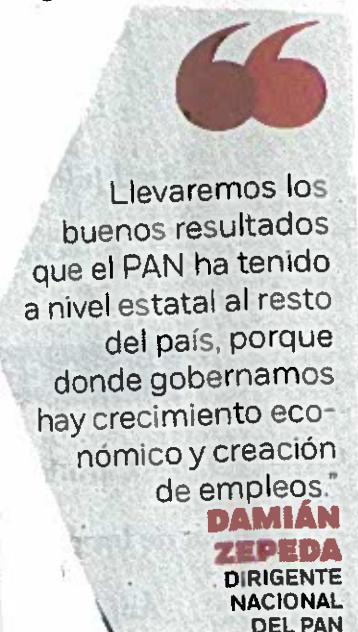 Llevaremos los
buenos resultados
que el PAN ha tenido
a nivel estatal al resto
del país, porque
donde gobernamos
hay crecimiento eco-
nómico y creación
de empleos.”
DAMIÁN
ZEPEDA
DIRIGENTE
NACIONAL
DEL PAN